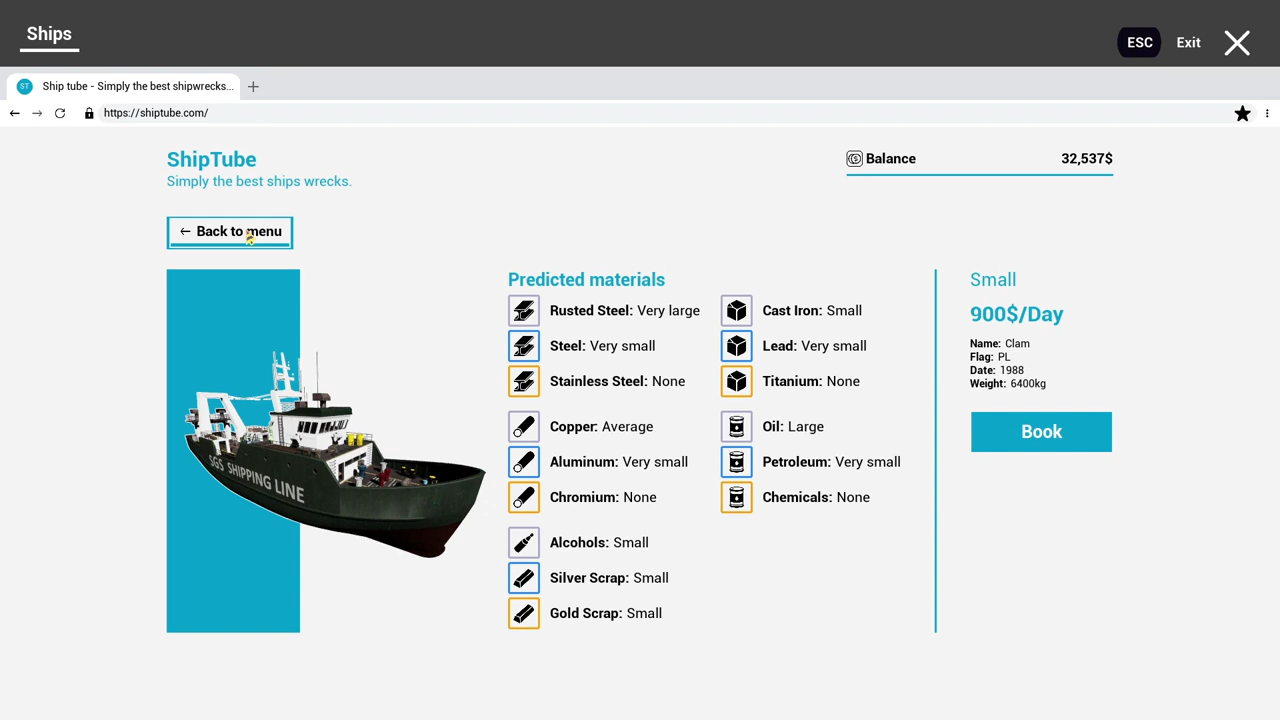 Ships
ESC Exit
ST Ship tube - Simply the best shipwrecks...
https://shiptube.com/
ShipTube
Simply the best ships wrecks.
Balance 32,537$
← Back to menu
SGS SHIPPING LINE
Predicted materials
Rusted Steel: Very large
Steel: Very small
Stainless Steel: None
Copper: Average
Aluminum: Very small
Chromium: None
Alcohols: Small
Silver Scrap: Small
Gold Scrap: Small
Cast Iron: Small
Lead: Very small
Titanium: None
Oil: Large
Petroleum: Very small
Chemicals: None
Small
900$/Day
Name: Clam
Flag: PL
Date: 1988
Weight: 6400kg
Book